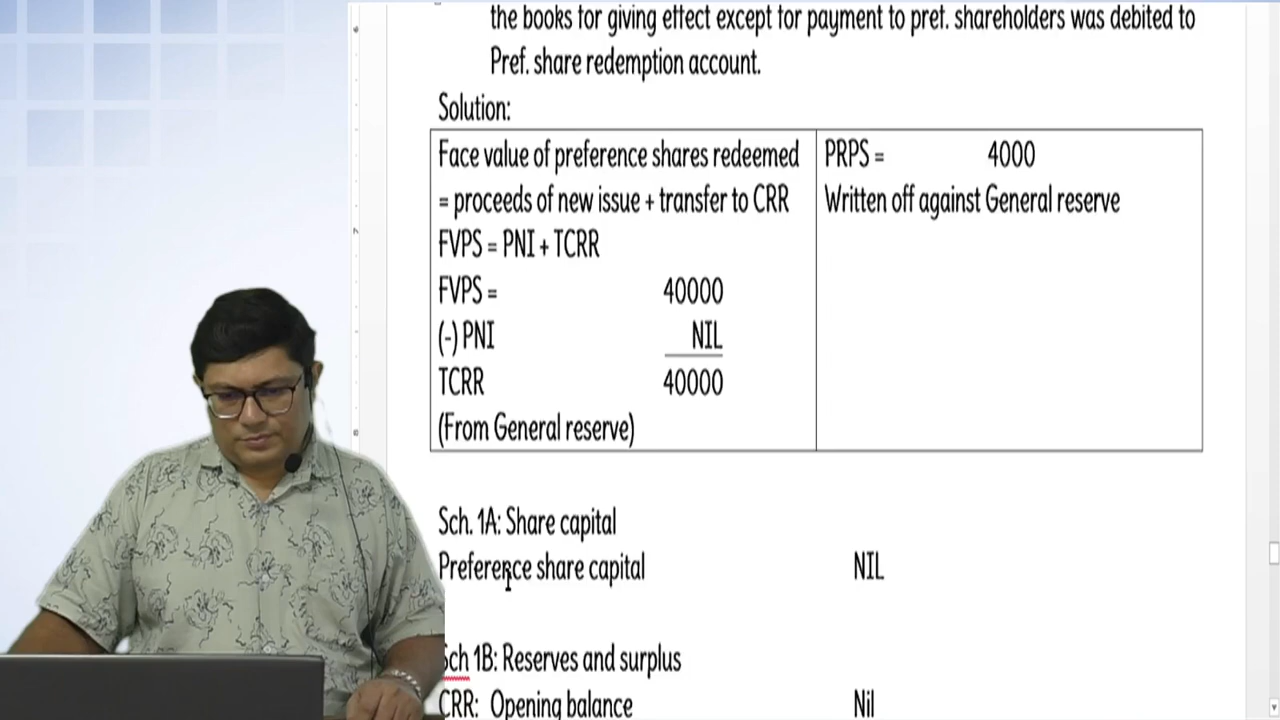 the books for giving effect except for payment to pref. shareholders was debited to
Pref. share redemption account.
Solution:
Face value of preference shares redeemed
= proceeds of new issue + transfer to CRR
FVPS = PNI + TCRR
FVPS = 40000
(-) PNI NIL
TCRR 40000
(From General reserve)
PRPS = 4000
Written off against General reserve
Sch. 1A: Share capital
Preference share capital NIL
Sch 1B: Reserves and surplus
CRR: Opening balance Nil